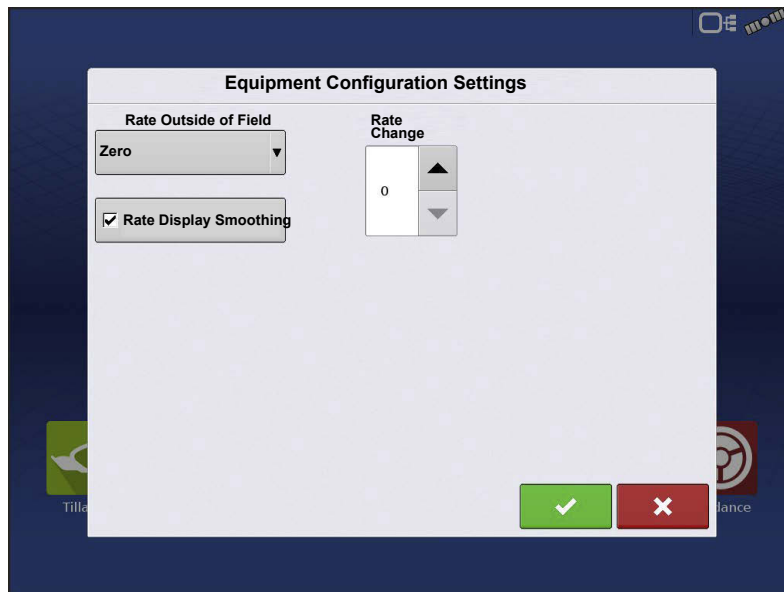 Equipment Configuration Settings
Rate Outside of Field
Zero
Rate Display Smoothing
Rate
Change
0
Tilla
dance